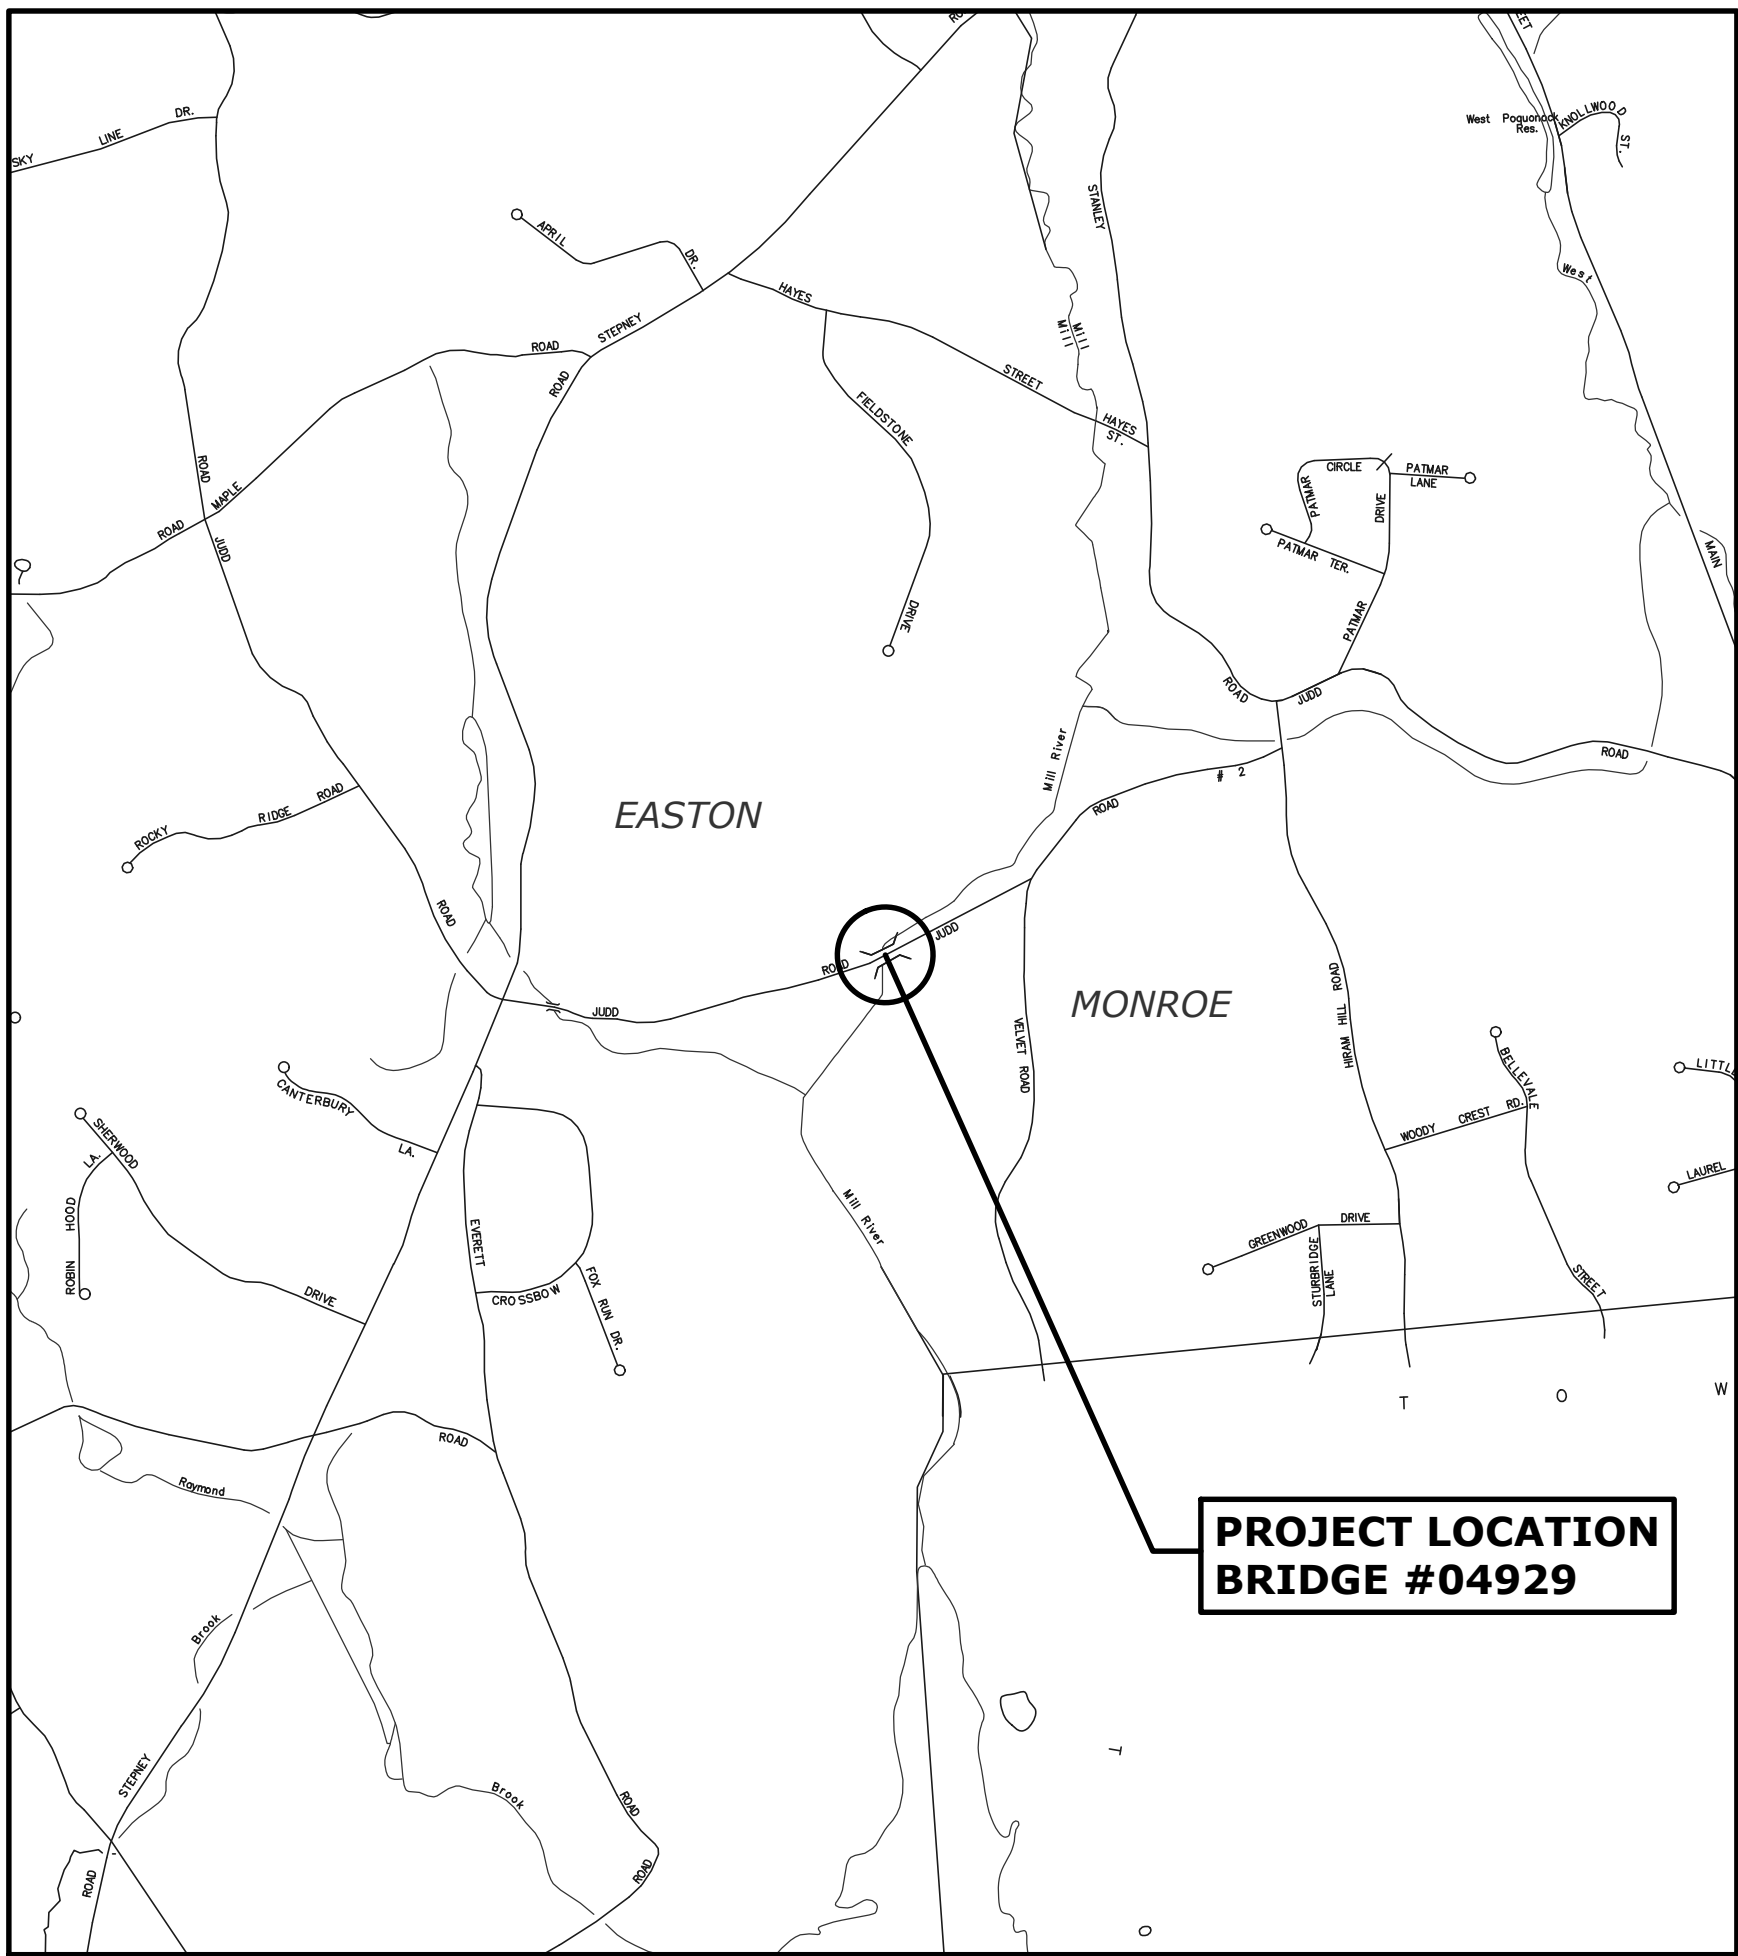 RO
EET
SKY LINE DR.
West Poquonock
Res.
KNOLLWOOD ST.
STANLEY
APRIL DR.
West
HAYES
STEPNEY
Mill
Mill
ROAD
ROAD
STREET
FIELDSTONE
HAYES
ST.
ROAD
MAPLE
ROAD
JUDD
CIRCLE
PATMAR
LANE
PATMAR
DRIVE
PATMAR TER.
MAIN
DRIVE
PATMAR
ROAD
JUDD
ROAD
Mill River
# 2
ROAD
ROCKY RIDGE ROAD
EASTON
ROAD
JUDD
ROAD
JUDD
MONROE
HIRAM HILL ROAD
VELVET ROAD
BELLEVALE
LITTLE
WOODY CREST RD.
CANTERBURY LA.
SHERWOOD
LA.
LAUREL
ROBIN HOOD
Mill River
EVERETT
GREENWOOD DRIVE
STURBRIDGE
LANE
STREET
DRIVE
CROSSBOW
FOX RUN DR.
T O W
ROAD
Raymond
PROJECT LOCATION
BRIDGE #04929
Brook
T
STEPNEY
Brook
ROAD
ROAD
ROAD
O